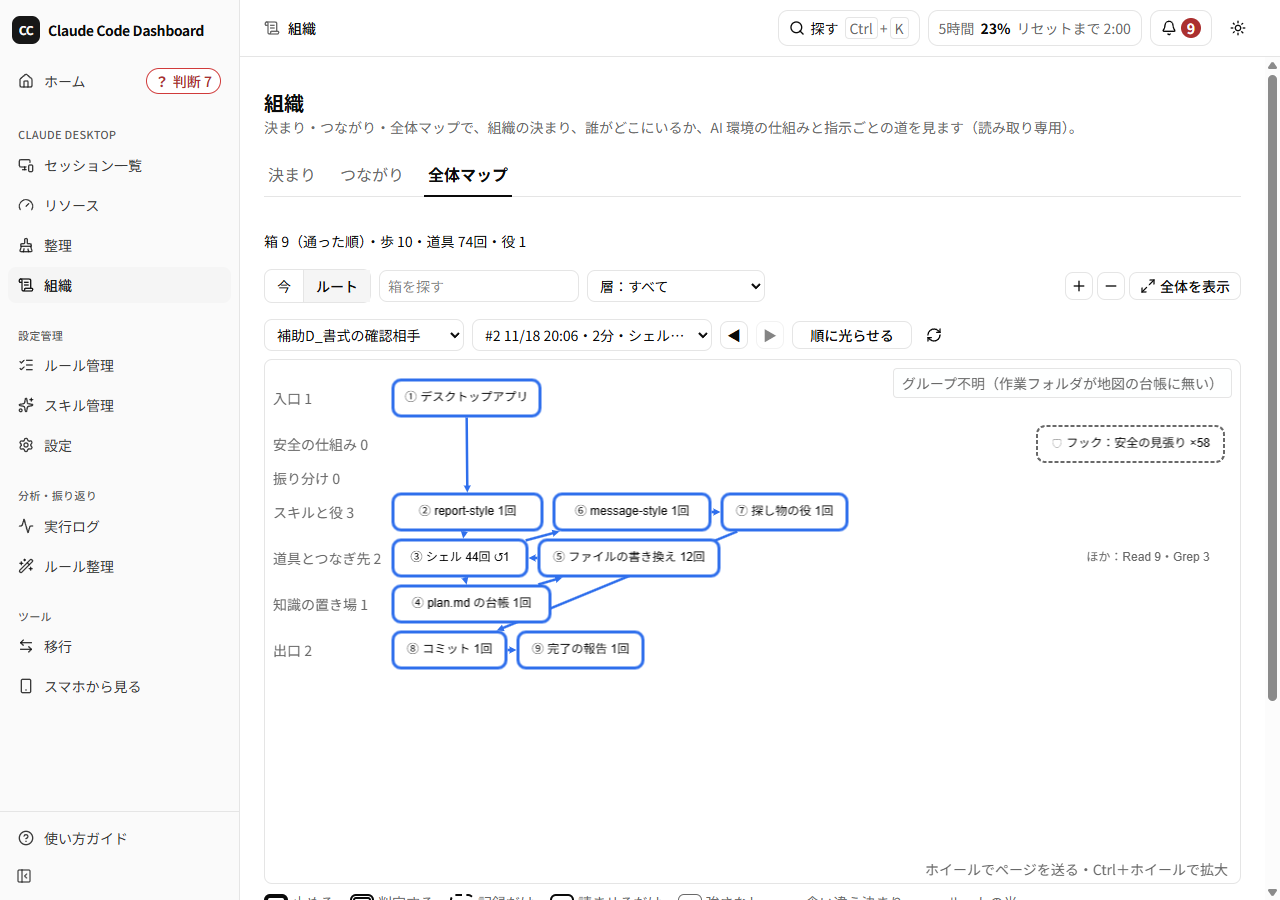 CC Claude Code Dashboard
ホーム
? 判断 7
CLAUDE DESKTOP
セッション一覧
リソース
整理
組織
設定管理
ルール管理
スキル管理
設定
分析・振り返り
実行ログ
ルール整理
ツール
移行
スマホから見る
使い方ガイド
組織
探す Ctrl + K
5時間 23% リセットまで 2:00
9
組織
決まり・つながり・全体マップで、組織の決まり、誰がどこにいるか、AI 環境の仕組みと指示ごとの道を見ます（読み取り専用）。
決まり つながり 全体マップ
箱 9（通った順）・歩 10・道具 74回・役 1
今 ルート 箱を探す 層：すべて
+ − 全体を表示
補助D_書式の確認相手 #2 11/18 20:06・2分・シェル… ◀ ▶ 順に光らせる
グループ不明（作業フォルダが地図の台帳に無い）
入口 1 ① デスクトップアプリ
安全の仕組み 0 フック：安全の見張り ×58
振り分け 0
スキルと役 3 ② report-style 1回 ⑥ message-style 1回 ⑦ 探し物の役 1回
道具とつなぎ先 2 ③ シェル 44回 ↺1 ⑤ ファイルの書き換え 12回 ほか：Read 9・Grep 3
知識の置き場 1 ④ plan.md の台帳 1回
出口 2 ⑧ コミット 1回 ⑨ 完了の報告 1回
ホイールでページを送る・Ctrl＋ホイールで拡大